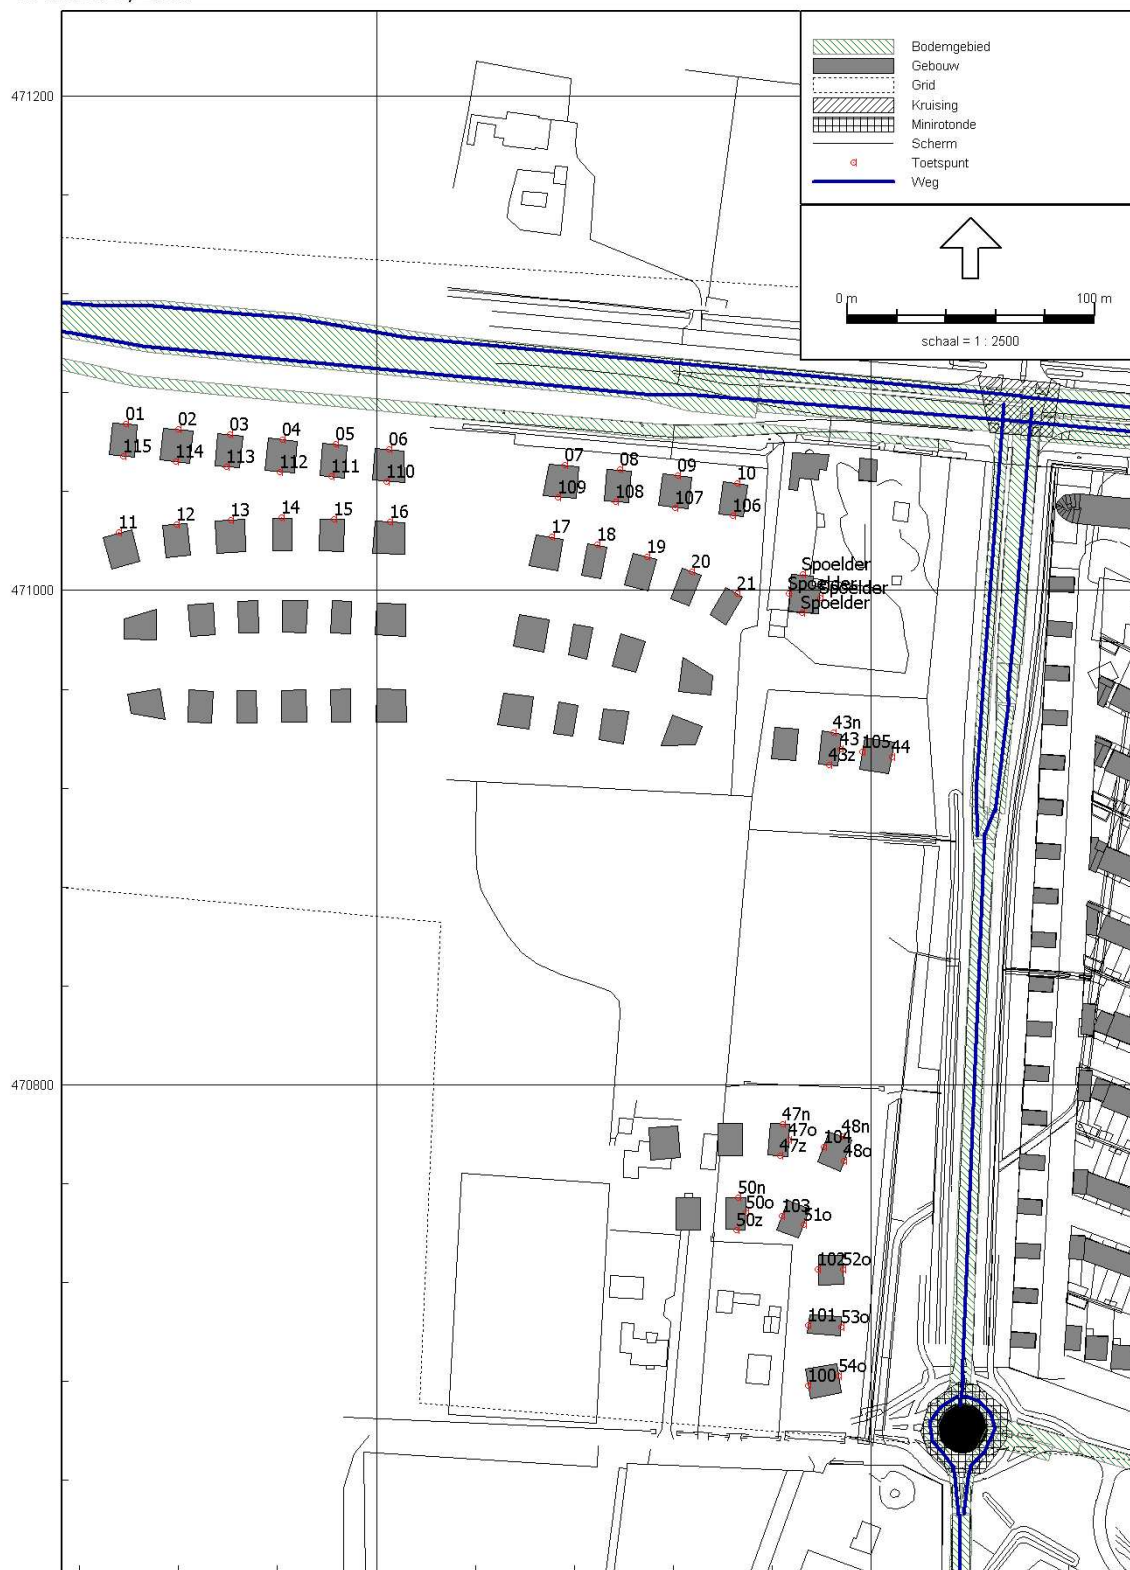 Bodemgebied
Gebouw
471200
Grid
Kruising
Minirotonde
Scherm
Toetspunt
Weg
0 m 100 m
schaal = 1 : 2500
01 02 03 04 05 06
115 114 113 112 111 110
07 08 09 10
109 108 107 106
11 12 13 14 15 16
17 18 19 20 21
Spoelder
Spoelder
Spoelder
Spoelder
471000
43n
43 105 44
43z
470800
47n 48n
47o 104
47z 48o
50n
50o 103 51o
50z
102 52o
101 53o
100 54o